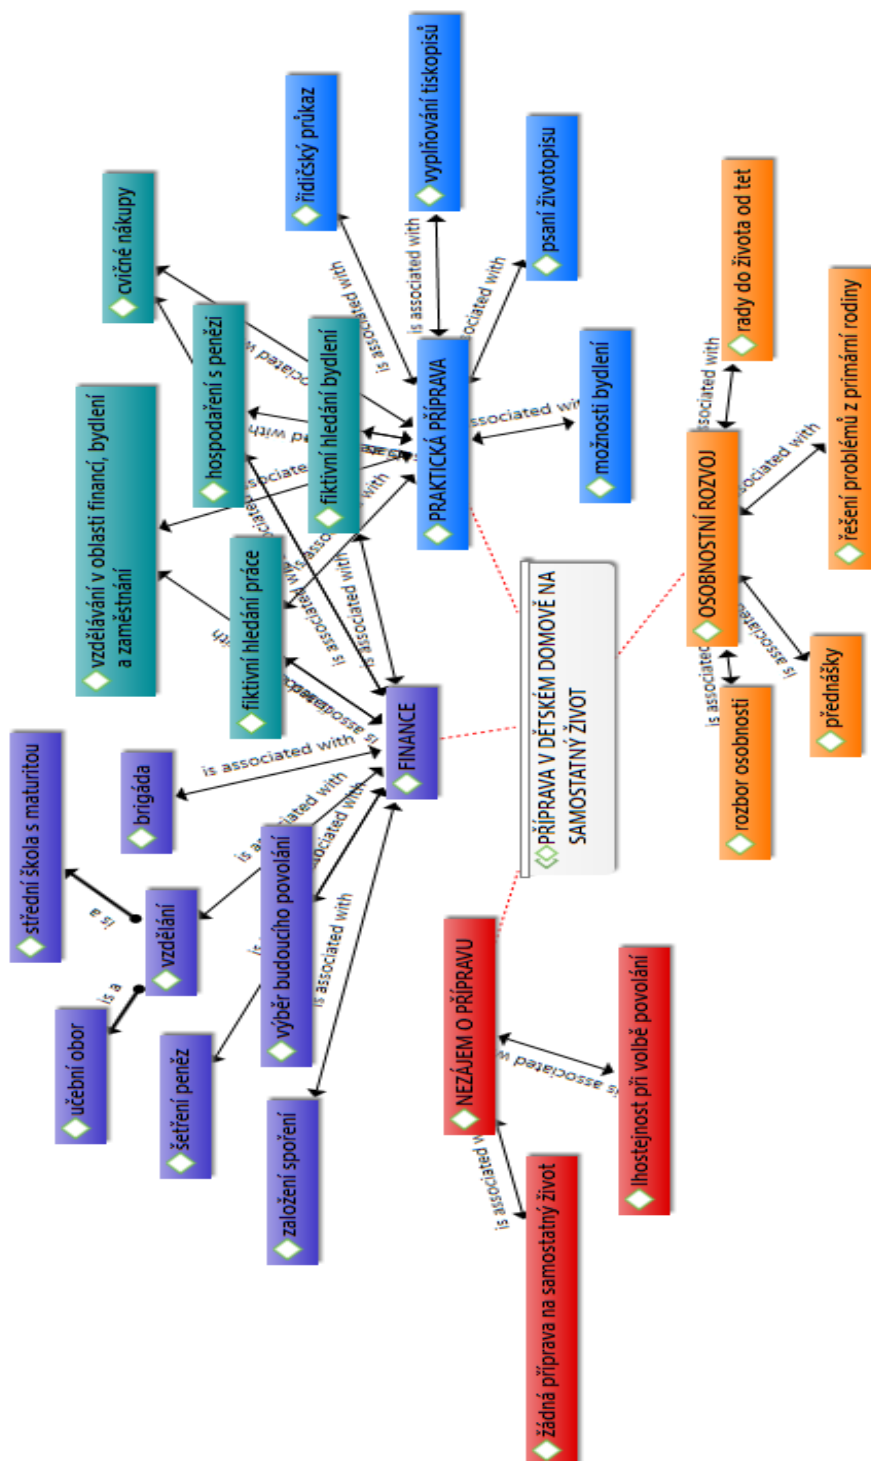 střední škola s maturitou
učební obor
is a
is a
vzdělání
brigáda
šetření peněz
založení spoření
výběr budoucího povolání
is associated with
is associated with
FINANCE
vzdělávání v oblasti financí, bydlení
a zaměstnání
cvičné nákupy
hospodaření s penězi
fiktivní hledání práce
fiktivní hledání bydlení
is associated with
řidičský průkaz
is associated with
vyplňování tiskopisů
is associated with
psaní životopisu
možnosti bydlení
PRAKTICKÁ PŘÍPRAVA
PŘÍPRAVA V DĚTSKÉM DOMOVĚ NA
SAMOSTATNÝ ŽIVOT
NEZÁJEM O PŘÍPRAVU
is associated w
is associated w
žádná příprava na samostatný život
lhostejnost při volbě povolání
OSOBNOSTNÍ ROZVOJ
rady do života od tet
řešení problémů z primární rodiny
přednášky
rozbor osobnosti
is associated